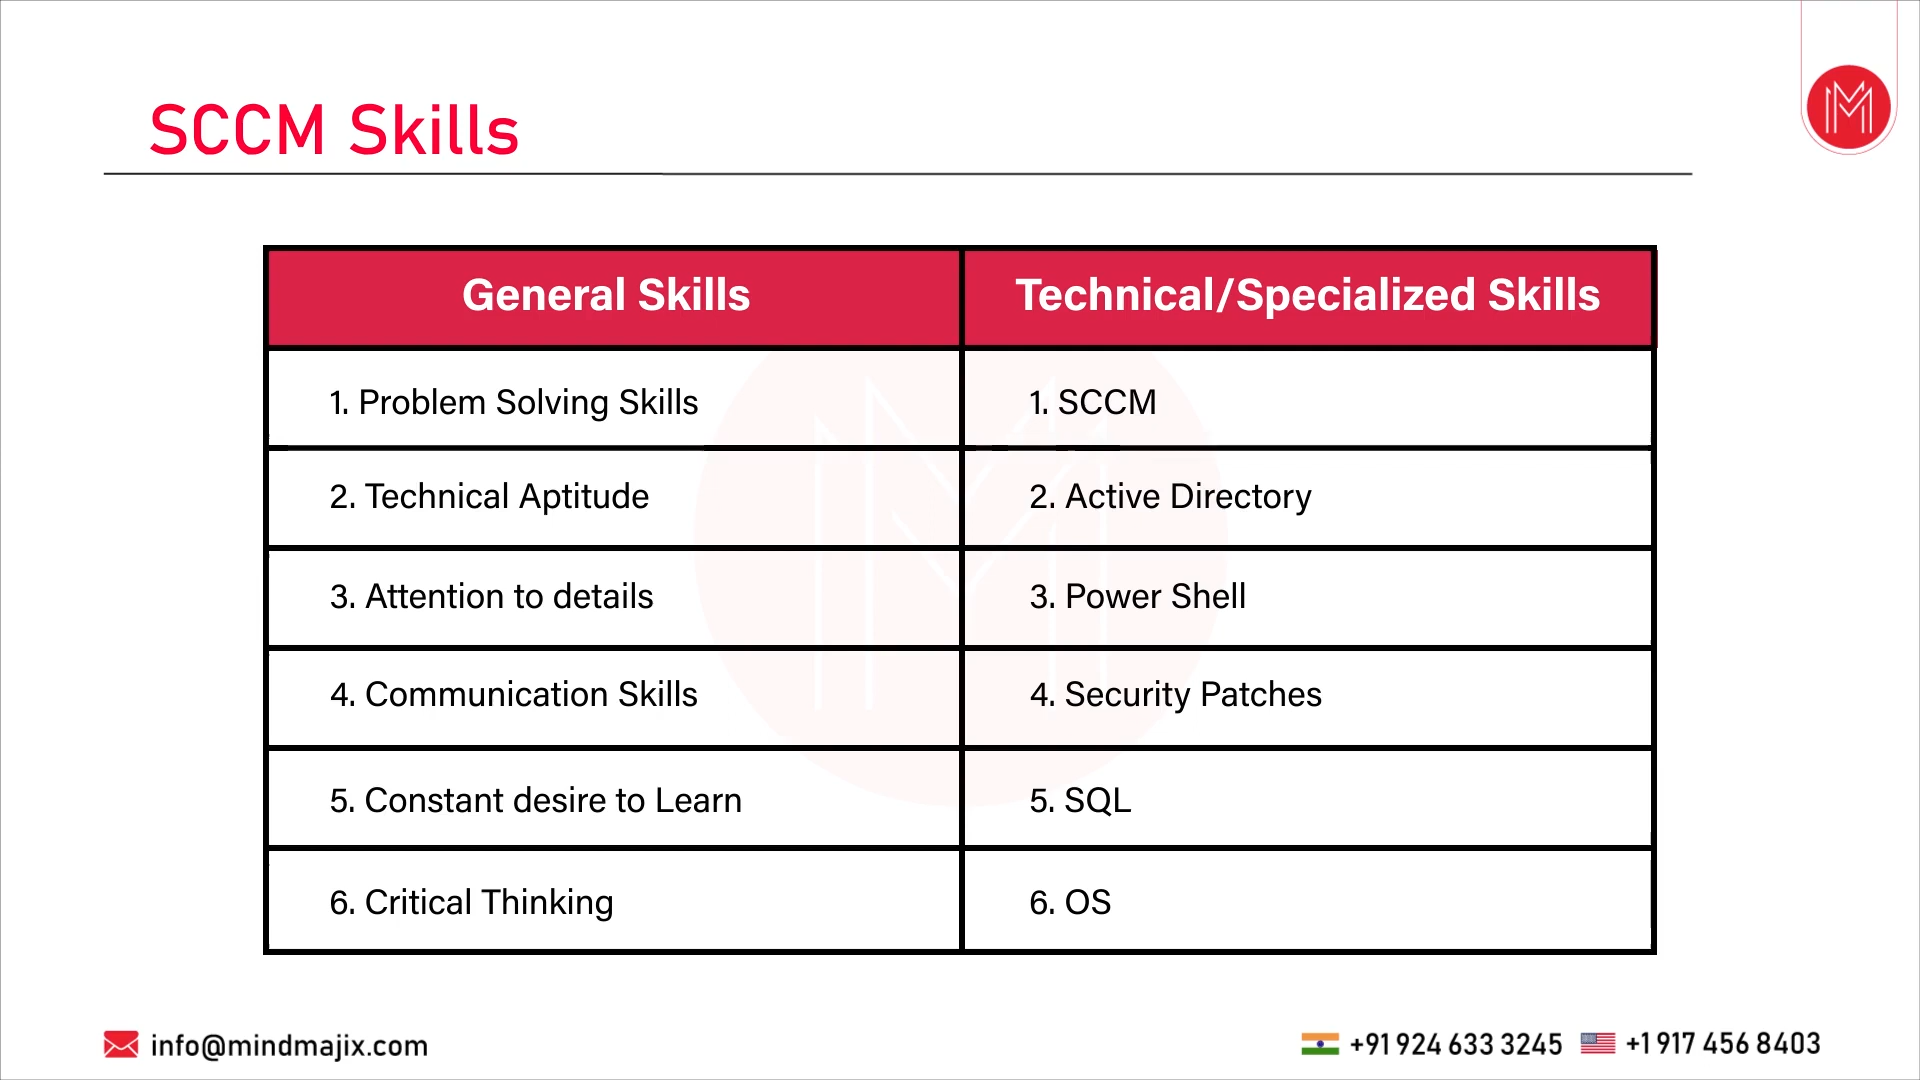 SCCM Skills
General Skills
Technical/Specialized Skills
1. Problem Solving Skills
1. SCCM
2. Technical Aptitude
2. Active Directory
3. Attention to details
3. Power Shell
4. Communication Skills
4. Security Patches
5. Constant desire to Learn
5. SQL
6. Critical Thinking
6. OS
info@mindmajix.com
+91 924 633 3245
+1 917 456 8403